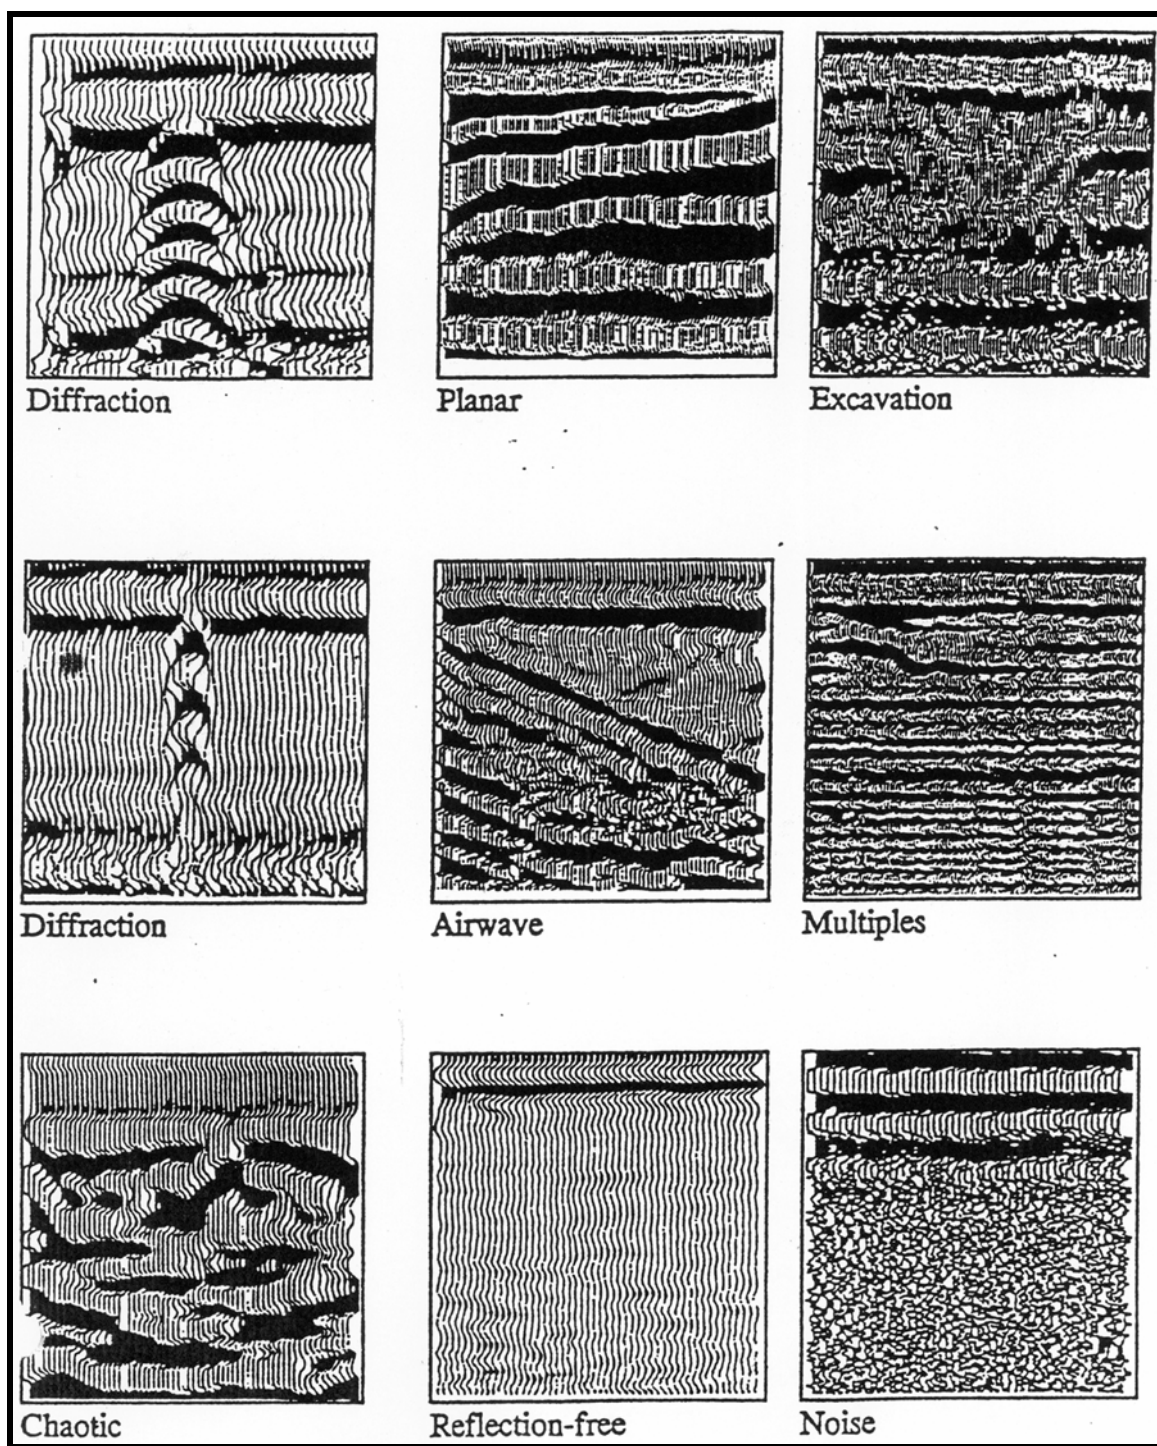 Diffraction
Planar
Excavation
Diffraction
Airwave
Multiples
Chaotic
Reflection-free
Noise